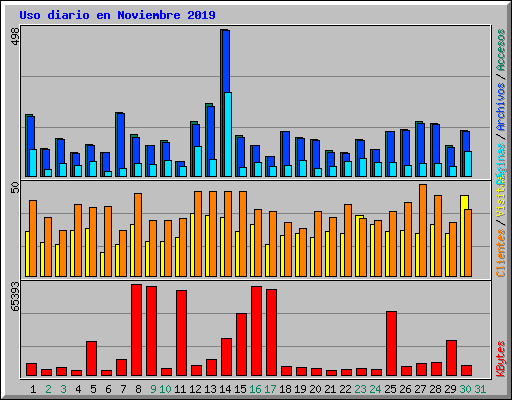 Uso diario en Noviembre 2019
498
50
65393
Accesos / Archivos / Páginas
Visitas / Clientes
KBytes
1 2 3 4 5 6 7 8 9 10 11 12 13 14 15 16 17 18 19 20 21 22 23 24 25 26 27 28 29 30 31